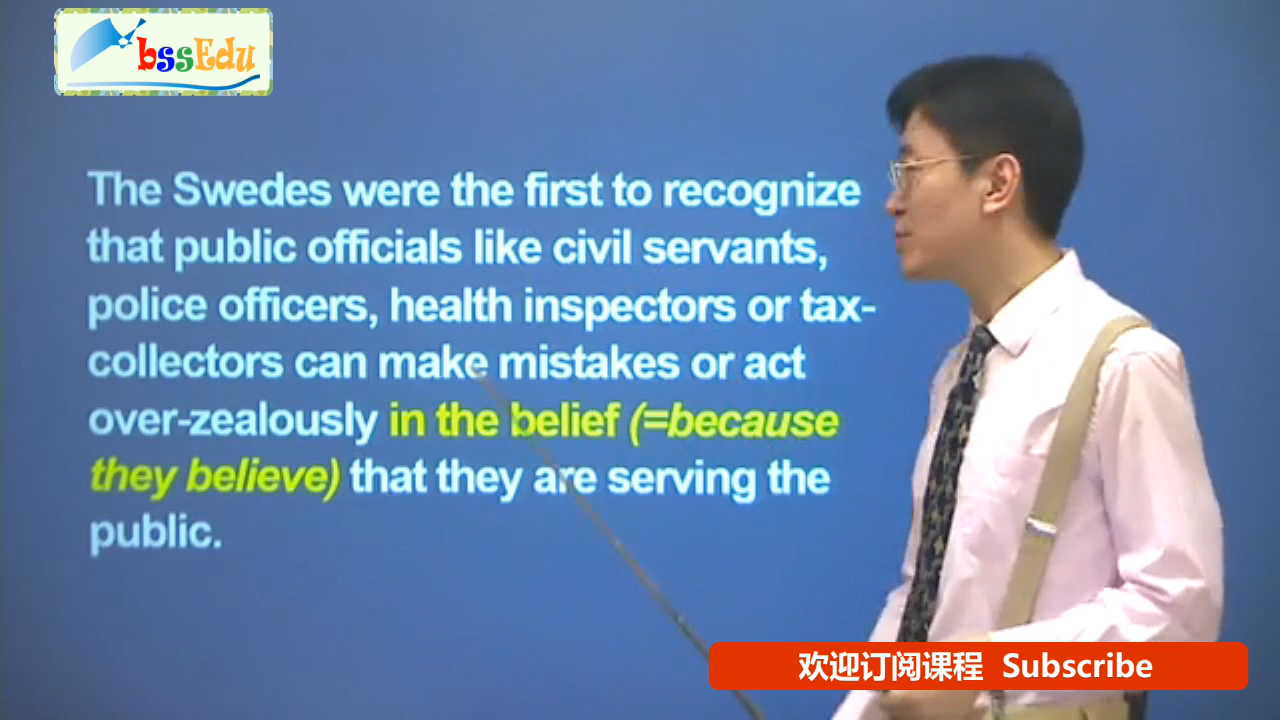 bssEdu
The Swedes were the first to recognize
that public officials like civil servants,
police officers, health inspectors or tax-
collectors can make mistakes or act
over-zealously in the belief (=because
they believe) that they are serving the
public.
欢迎订阅课程 Subscribe